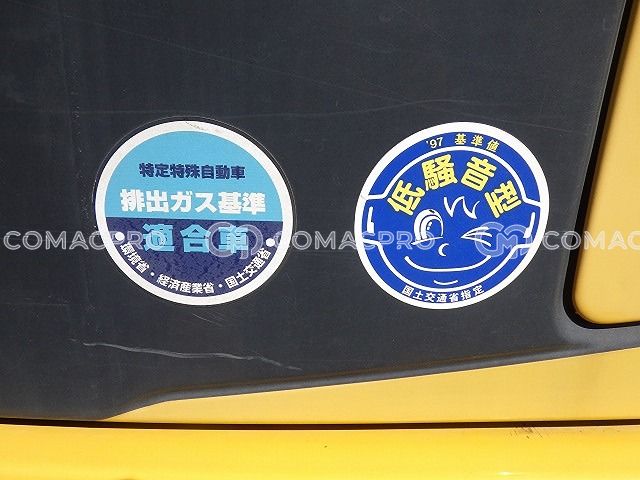 特定特殊自動車
排出ガス基準
適合車
・環境省・経済産業省・国土交通省・
'97 基準値
低騒音型
国土交通省指定
COMACPRO COMASPRO COMACPRO